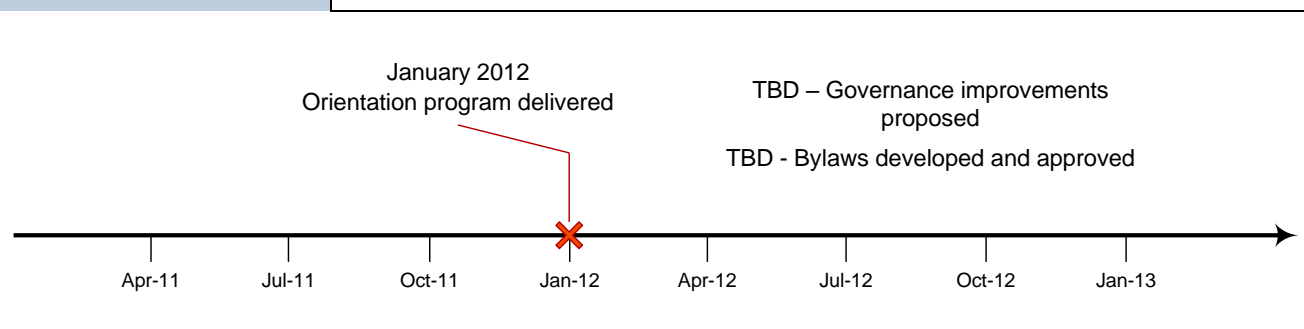 January 2012
Orientation program delivered
TBD – Governance improvements
proposed
TBD - Bylaws developed and approved
Apr-11
Jul-11
Oct-11
Jan-12
Apr-12
Jul-12
Oct-12
Jan-13